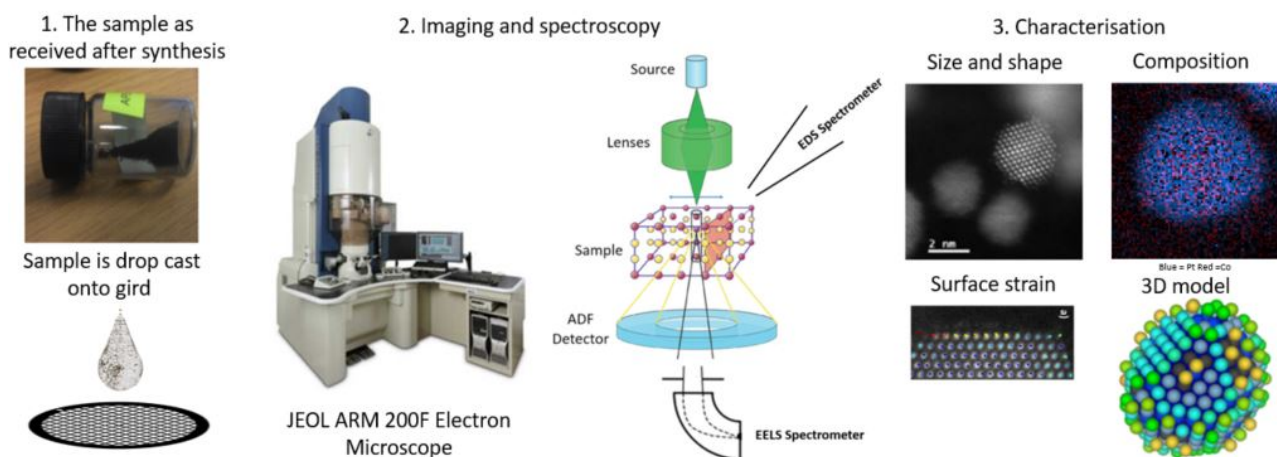 1. The sample as
received after synthesis
Sample is drop cast
onto gird
2. Imaging and spectroscopy
JEOL ARM 200F Electron
Microscope
Source
Lenses
EDS Spectrometer
Sample
ADF
Detector
EELS Spectrometer
3. Characterisation
Size and shape
Composition
2 nm
Blue = Pt Red =Co
Surface strain
3D model